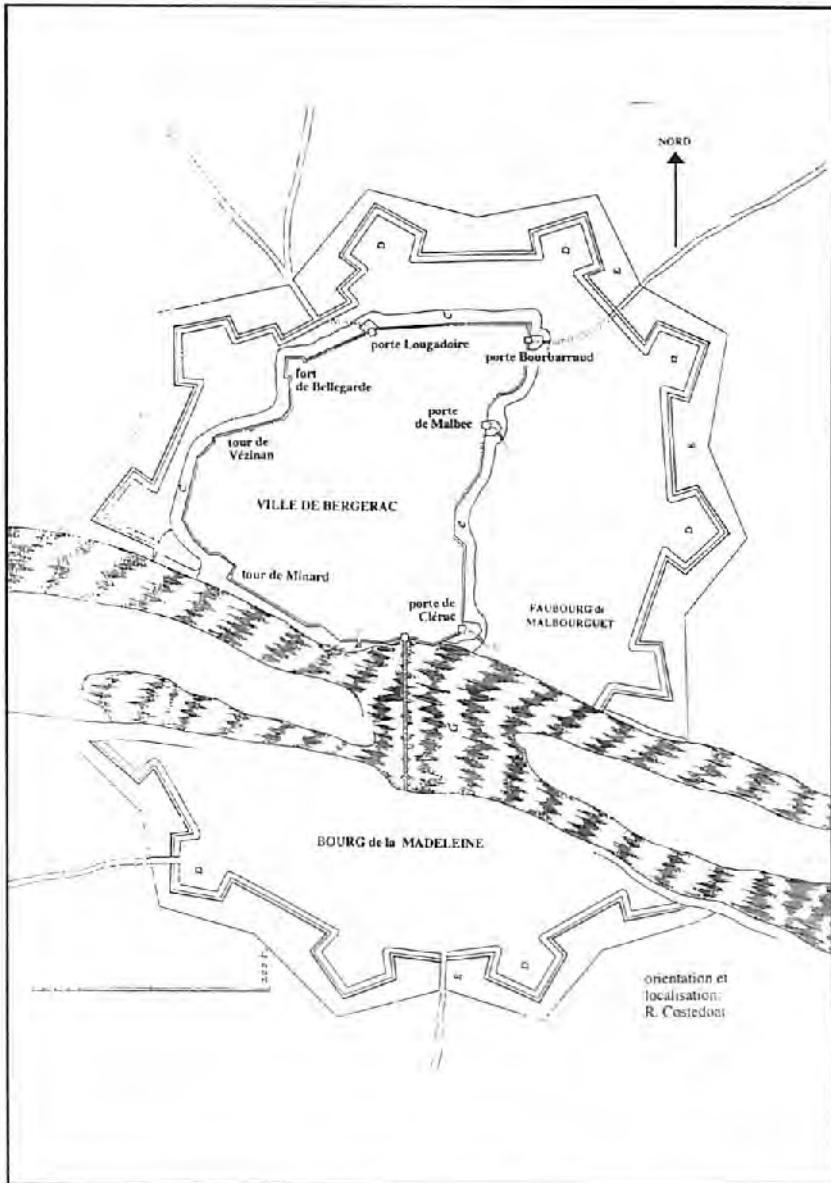 NORD
D
D
E
C
porte Lougadoire
porte Bourbarraud
fort
de Bellegarde
D
porte
de Malbec
tour de
Vézinan
E
C
VILLE DE BERGERAC
C
D
tour de Minard
porte de
Clérac
FAUBOURG de
MALBOURGUET
G
BOURG de la MADELEINE
D
D
E
orientation et
localisation:
R. Costedoat